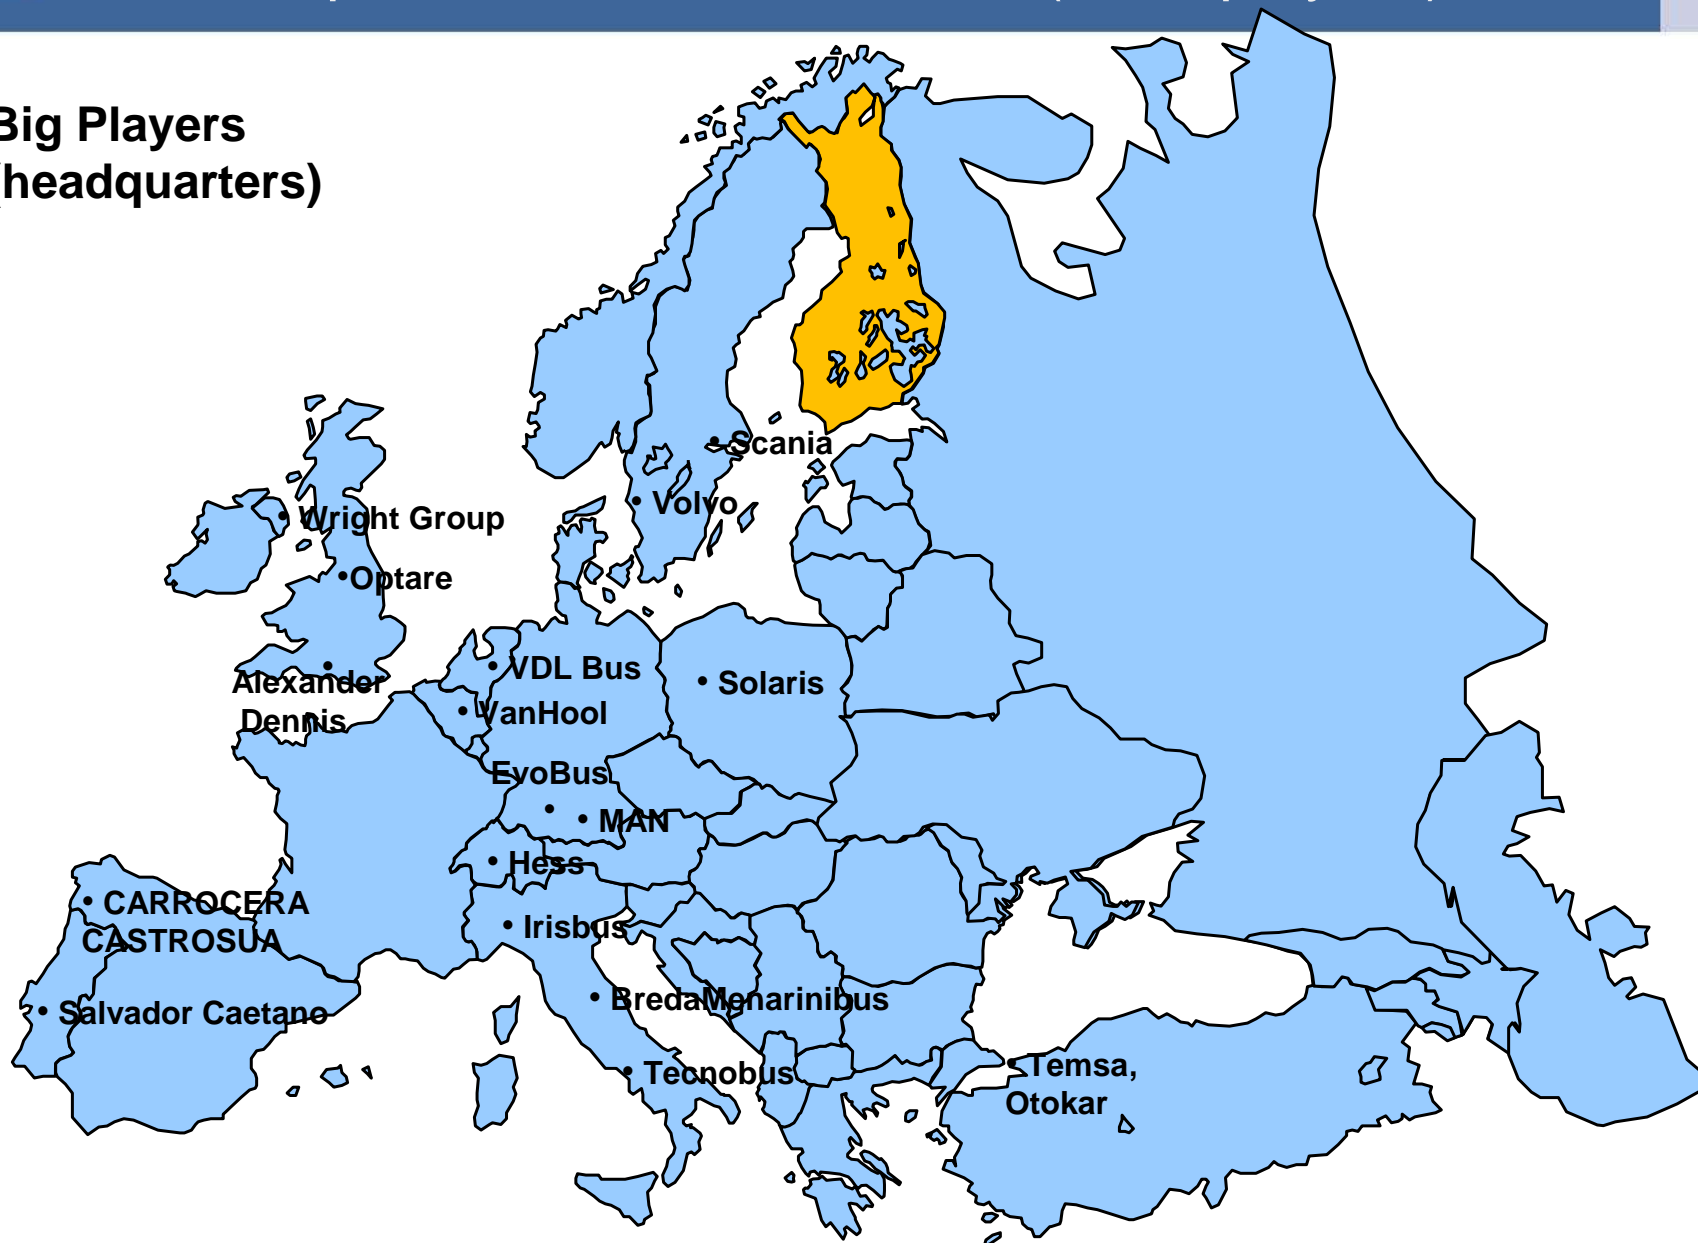 Big Players
(headquarters)
• Scania
• Volvo
• Wright Group
•Optare
Alexander
Dennis
• VDL Bus
• Solaris
• VanHool
EvoBus
• MAN
• Hess
• CARROCERA
CASTROSUA
• Irisbus
• BredaMenarinibus
• Salvador Caetano
• Tecnobus
• Temsa,
Otokar